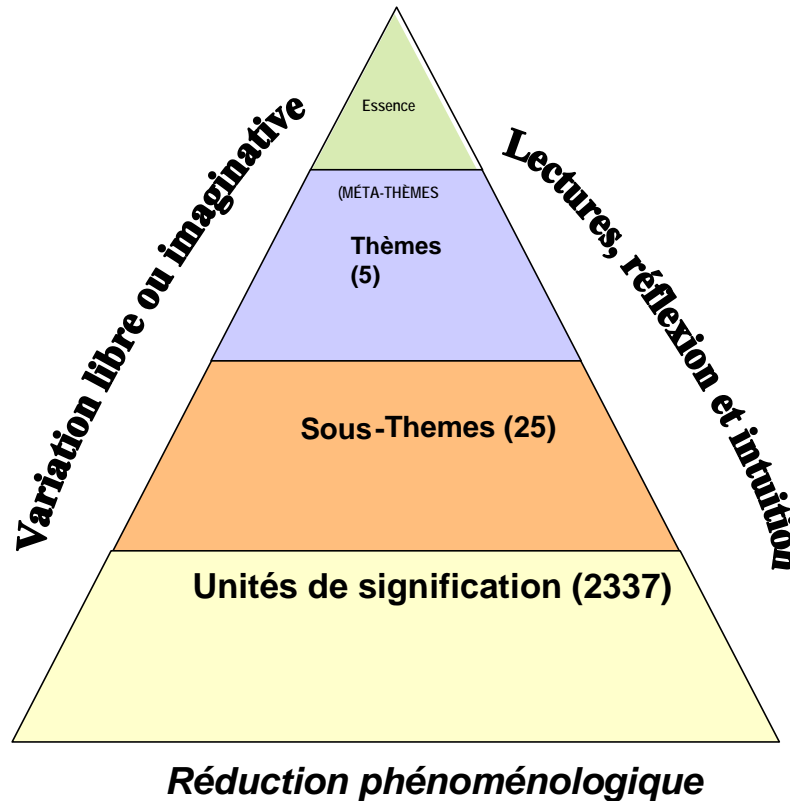 Essence
(MÉTA-THÈMES
Thèmes
(5)
Sous-Themes (25)
Unités de signification (2337)
Variation libre ou imaginative
Lectures, réflexion et intuition
Réduction phénoménologique